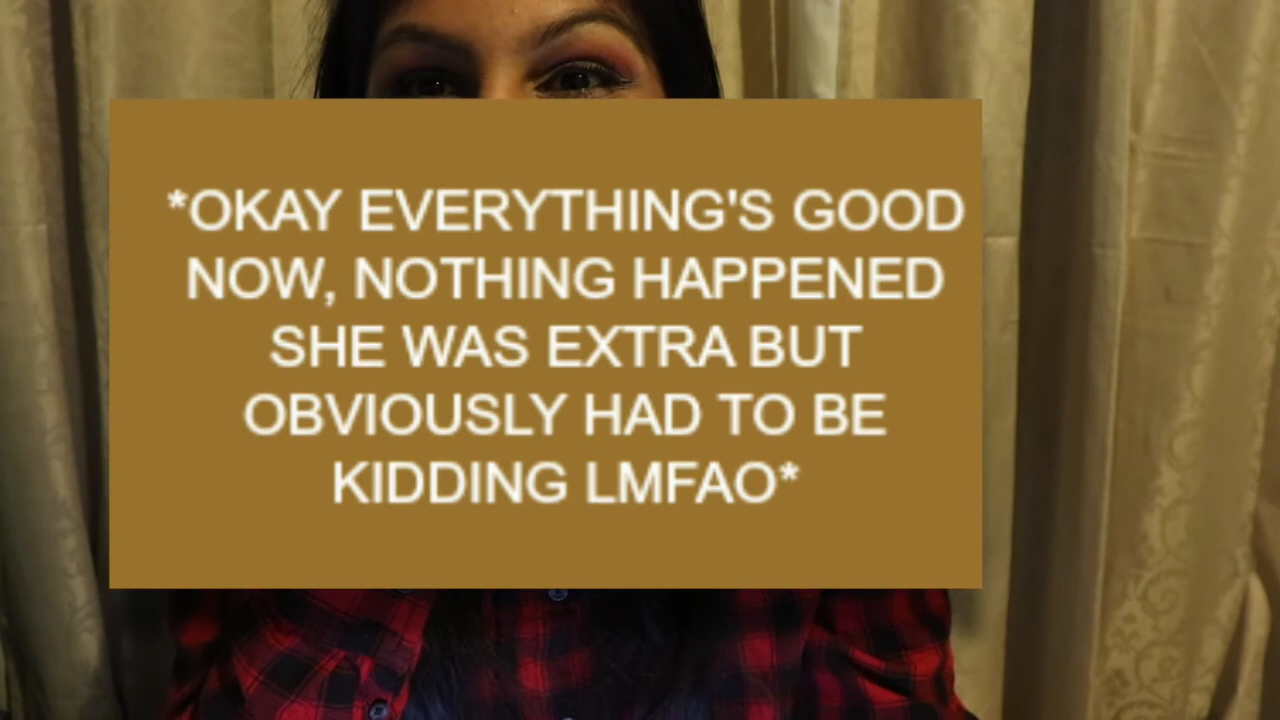 *OKAY EVERYTHING'S GOOD
NOW, NOTHING HAPPENED
SHE WAS EXTRA BUT
OBVIOUSLY HAD TO BE
KIDDING LMFAO*